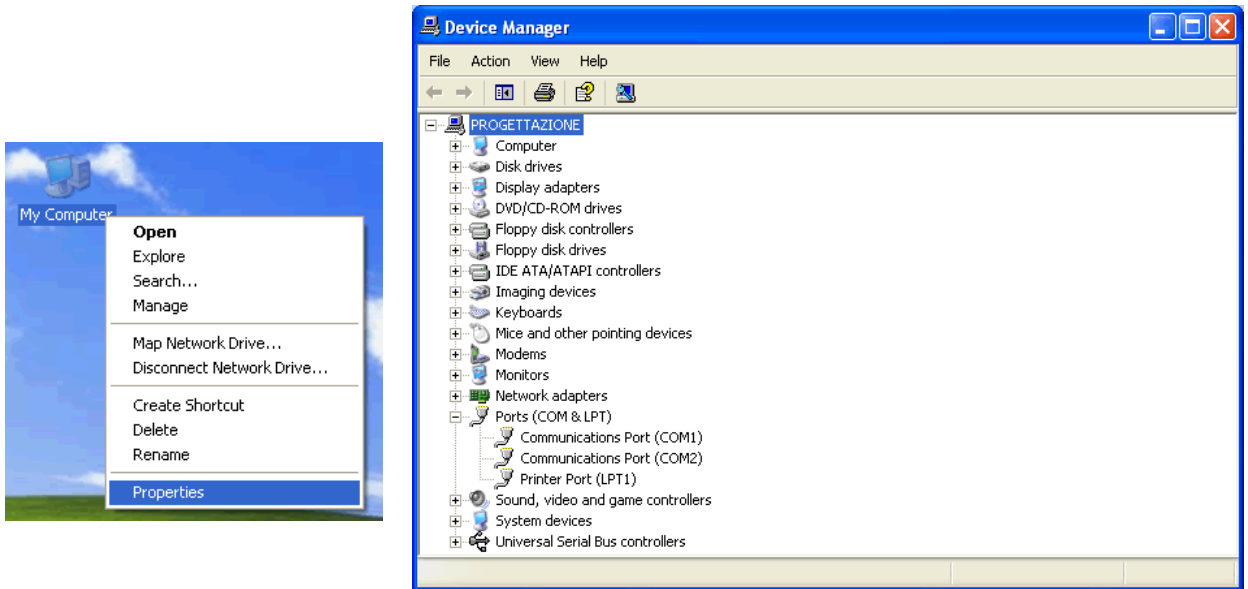 My Computer
Open
Explore
Search...
Manage
Map Network Drive...
Disconnect Network Drive...
Create Shortcut
Delete
Rename
Properties
Device Manager
File Action View Help
PROGETTAZIONE
Computer
Disk drives
Display adapters
DVD/CD-ROM drives
Floppy disk controllers
Floppy disk drives
IDE ATA/ATAPI controllers
Imaging devices
Keyboards
Mice and other pointing devices
Modems
Monitors
Network adapters
Ports (COM & LPT)
Communications Port (COM1)
Communications Port (COM2)
Printer Port (LPT1)
Sound, video and game controllers
System devices
Universal Serial Bus controllers